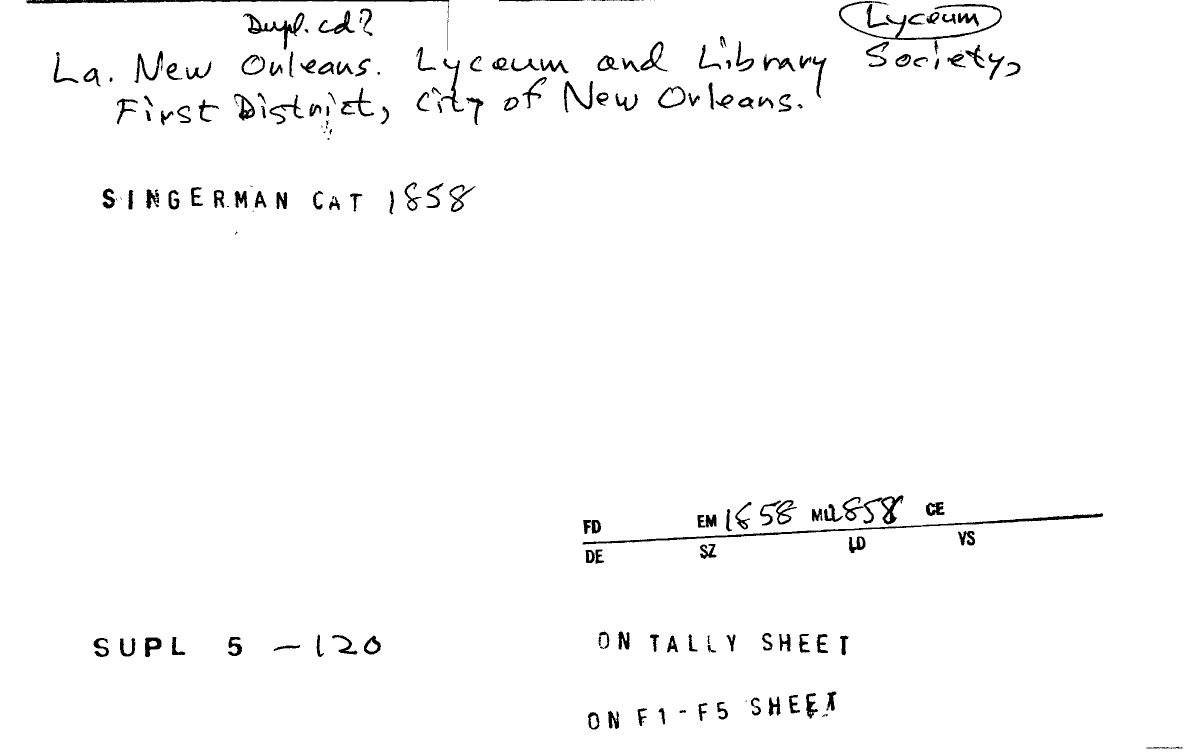 Dupl. cd?
Lyceum
La. New Orleans. Lyceum and Library Society,
First District, City of New Orleans.
SINGERMAN CAT 1858
FD EM 1858 ML 1858 CE
DE SZ LD VS
SUPL 5 - 120
ON TALLY SHEET
ON F1-F5 SHEET